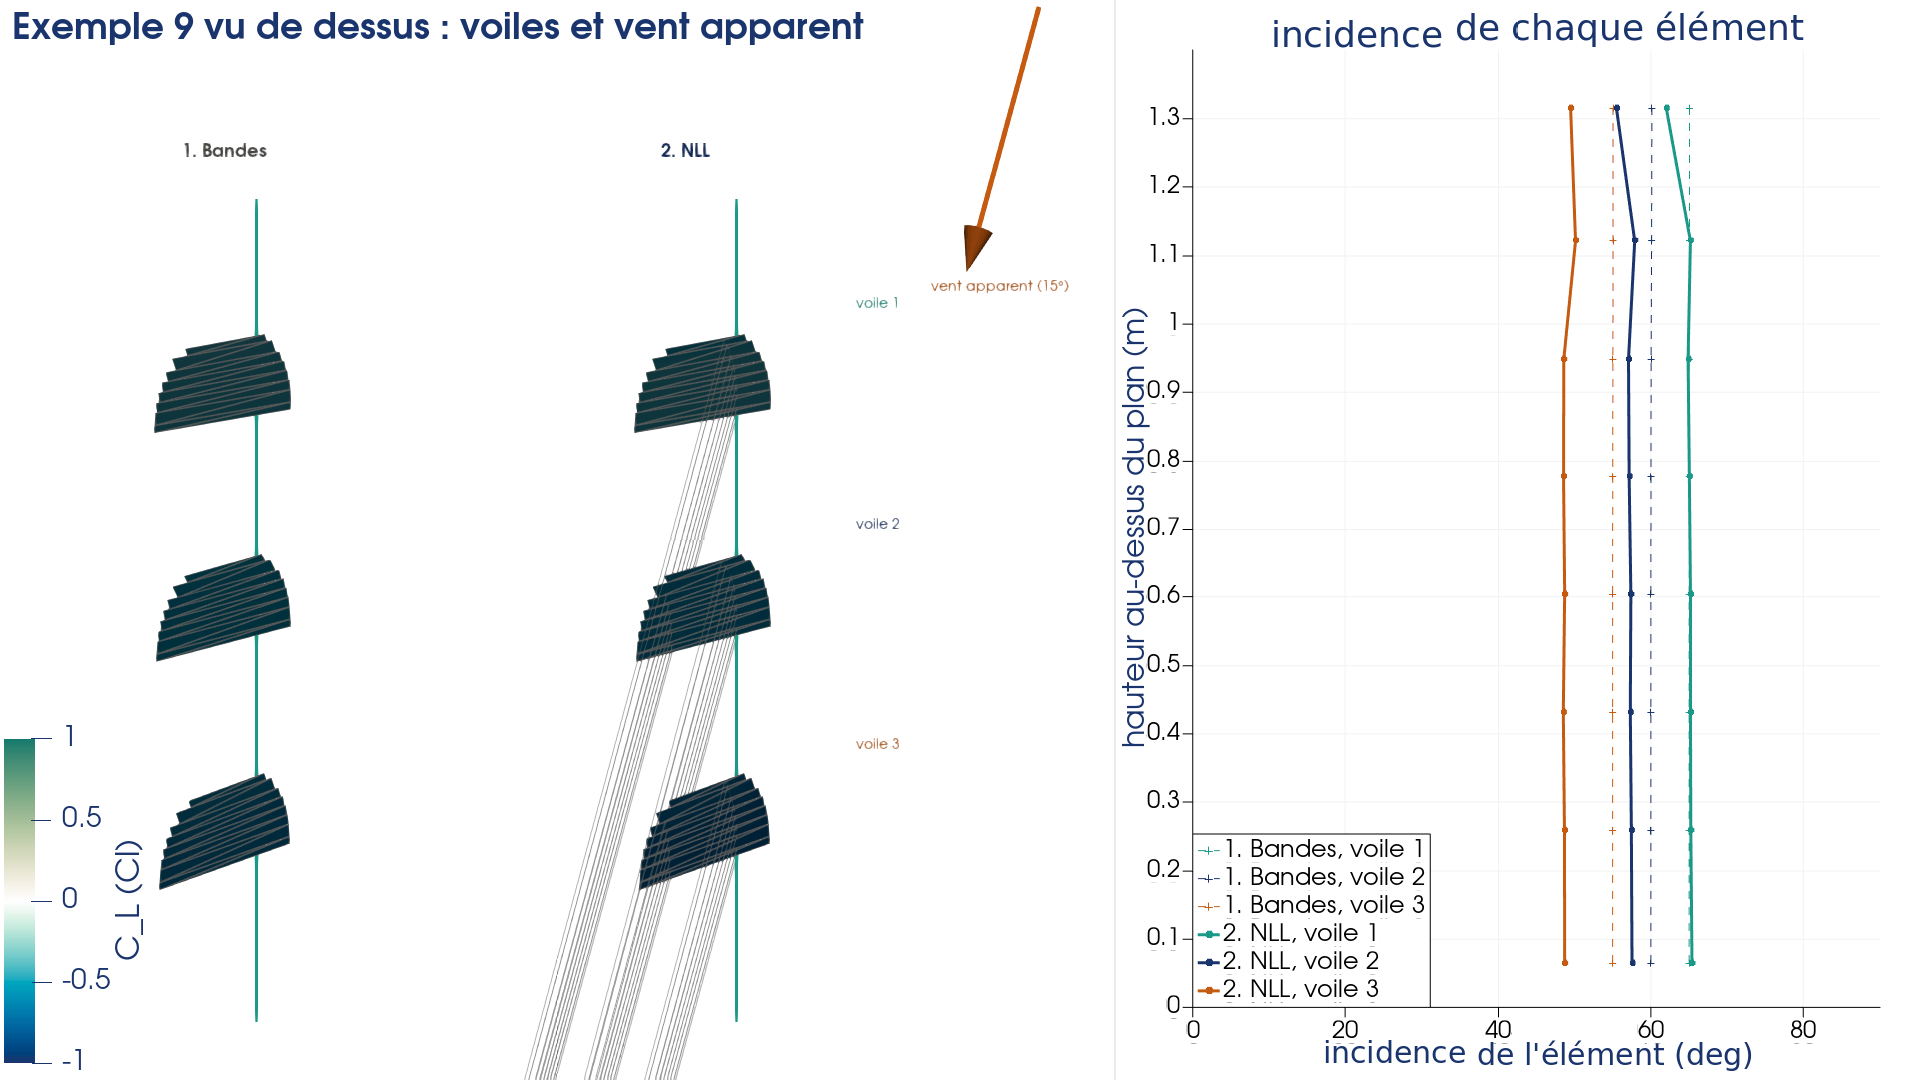 Exemple 9 vu de dessus : voiles et vent apparent
1. Bandes
2. NLL
vent apparent (15°)
voile 1
voile 2
voile 3
1
0.5
0
-0.5
-1
C_L (Cl)
incidence de chaque élément
hauteur au-dessus du plan (m)
1.3
1.2
1.1
1
0.9
0.8
0.7
0.6
0.5
0.4
0.3
0.2
0.1
0
1. Bandes, voile 1
1. Bandes, voile 2
1. Bandes, voile 3
2. NLL, voile 1
2. NLL, voile 2
2. NLL, voile 3
0 20 40 60 80
incidence de l'élément (deg)